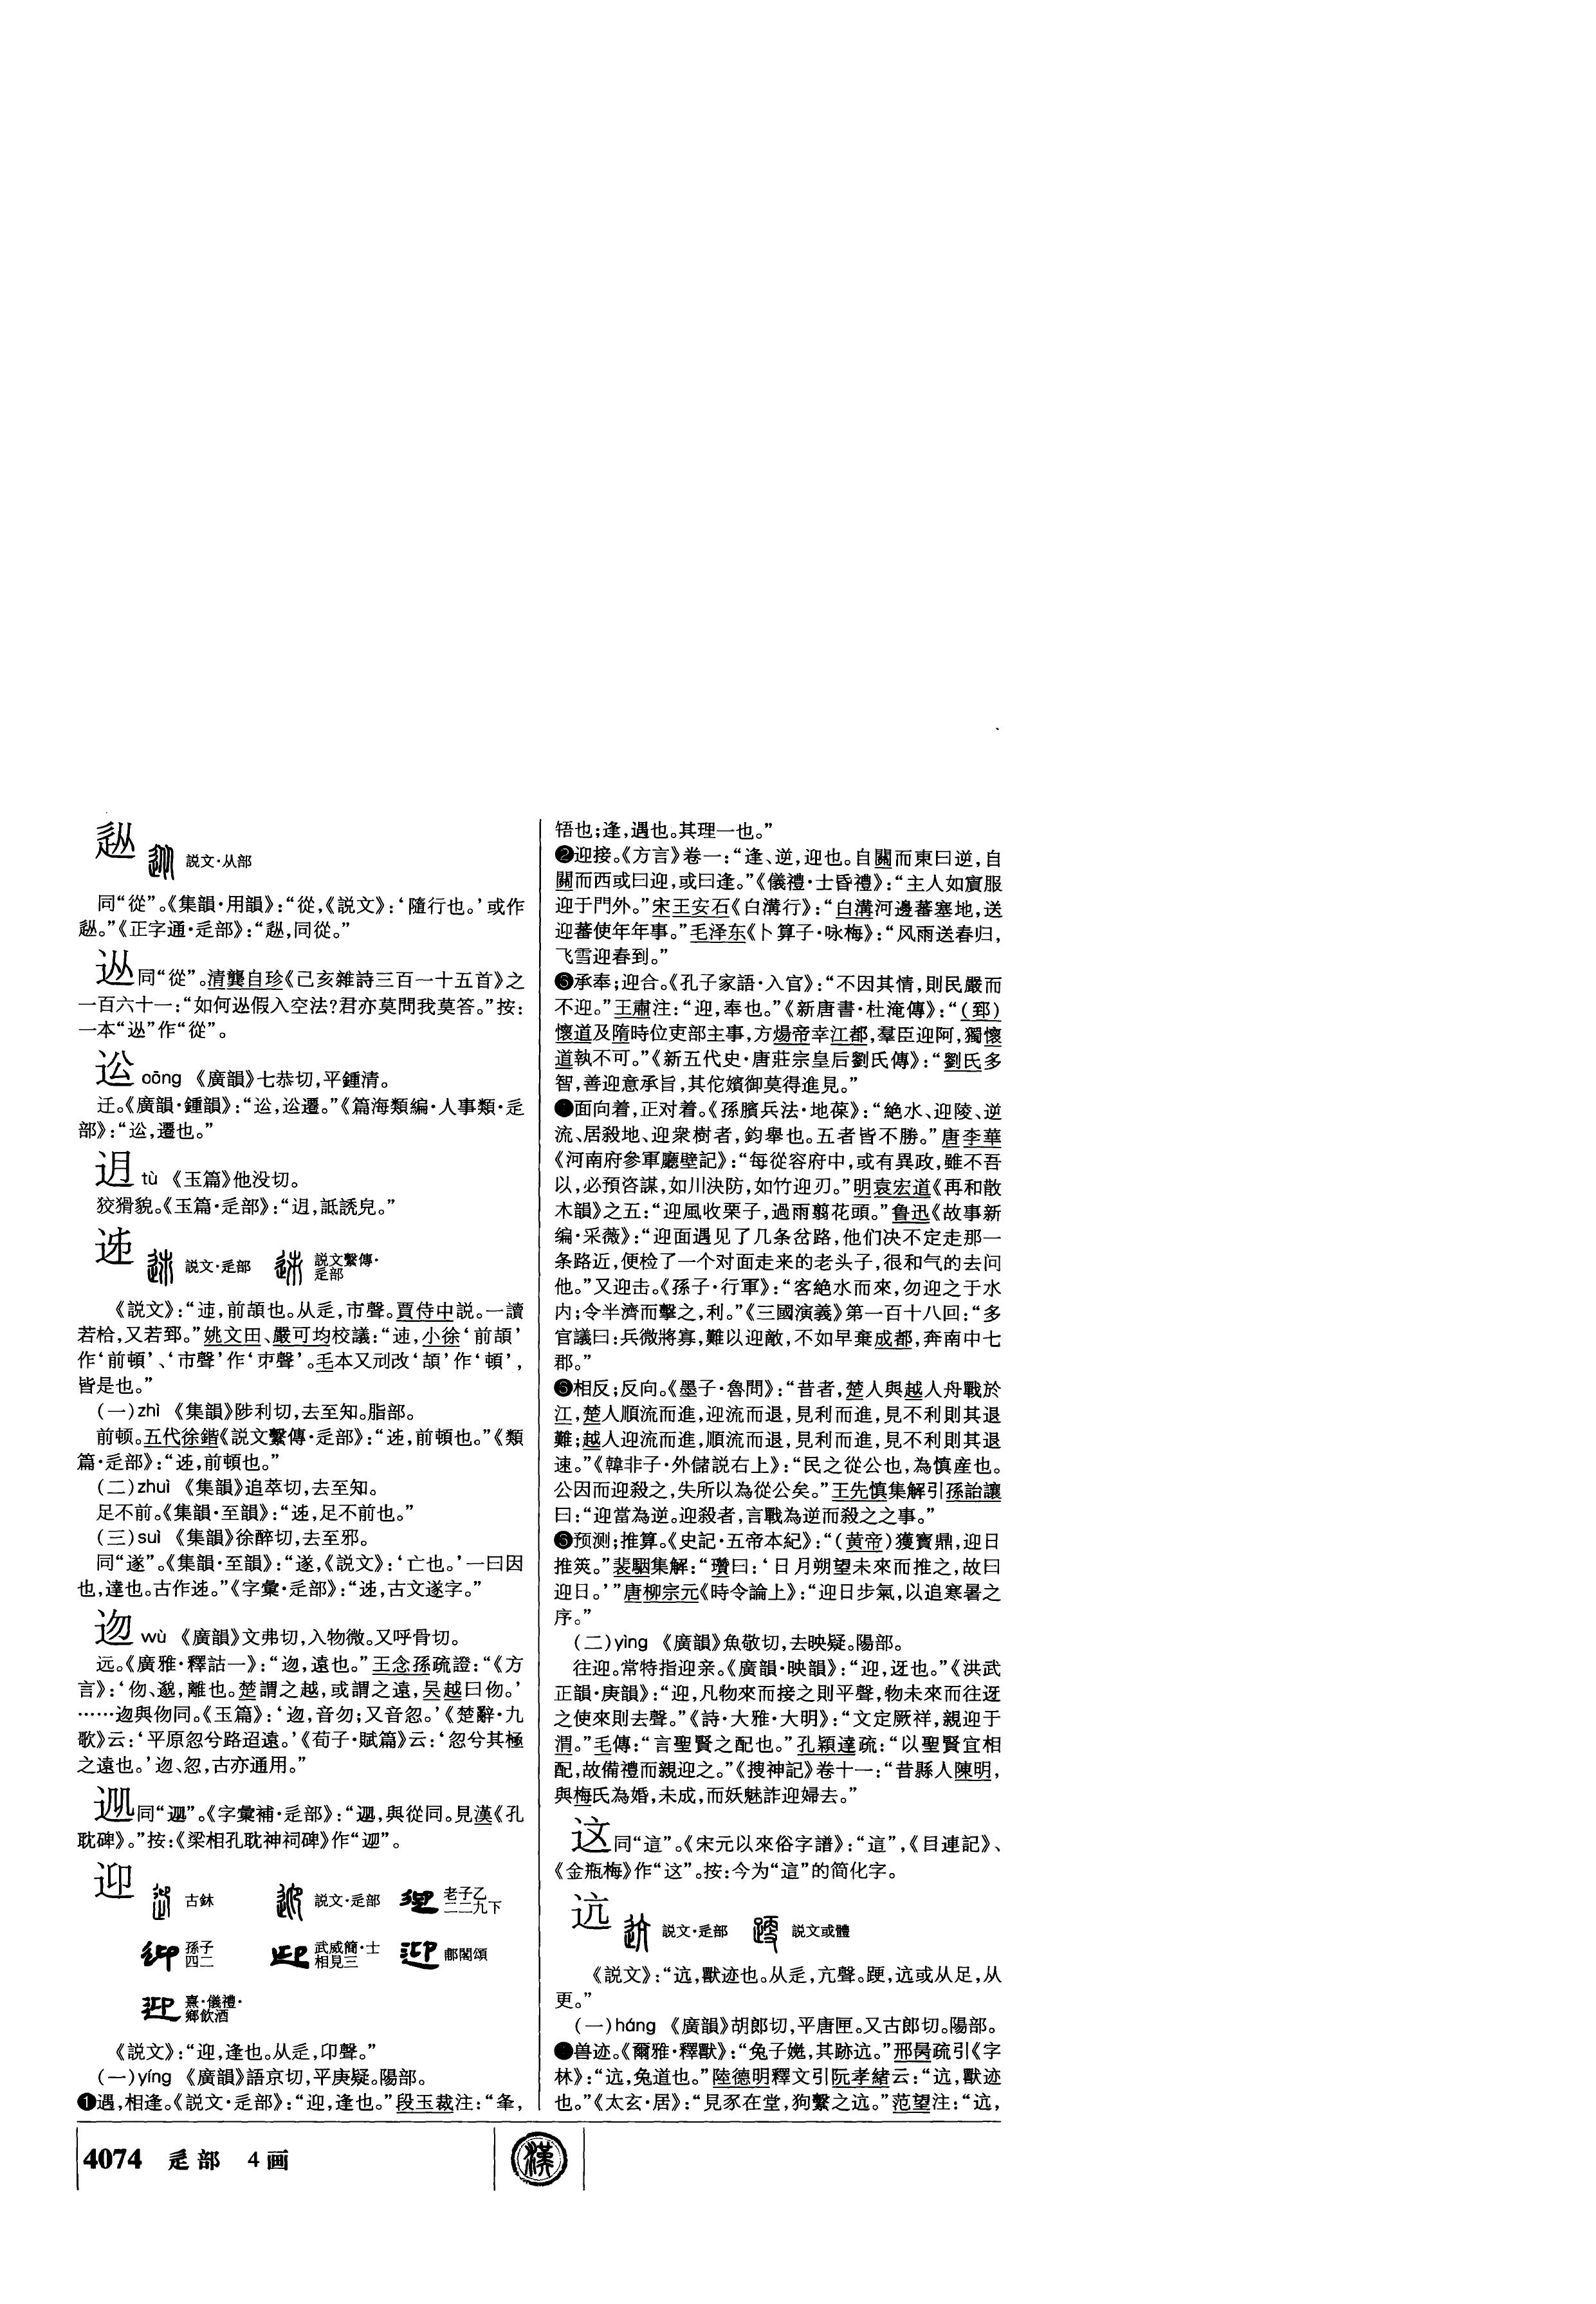 説文·从部
同“從”。《集韻·用韻》：“從，《説文》：‘隨行也。’或作
。”《正字通·辵部》：“，同從。”
同“從”。清龔自珍《己亥雜詩三百一十五首》之
一百六十一：“如何假入空法？君亦莫問我莫答。”按：
一本“”作“從”。
迩 cōng 《廣韻》七恭切，平鍾清。
迁。《廣韻·鍾韻》：“，遷。”《篇海類編·人事類·辵
部》：“，遷也。”
tù 《玉篇》他没切。
狡猾貌。《玉篇·辵部》：“，詆誘皃。”
説文·辵部 説文繫傳·
辵部
《説文》：“，前頡也。从辵，市聲。賈侍中説。一讀
若枱，又若郅。”姚文田、嚴可均校議：“，小徐‘前頡’
作‘前頓’、‘市聲’作‘聲’。毛本又刓改‘頡’作‘頓’，
皆是也。”
(一)zhì 《集韻》陟利切，去至知。脂部。
前顿。五代徐鍇《説文繫傳·辵部》：“，前頓也。”《類
篇·辵部》：“，前頓也。”
(二)zhuì 《集韻》追萃切，去至知。
足不前。《集韻·至韻》：“，足不前也。”
(三)suì 《集韻》徐醉切，去至邪。
同“遂”。《集韻·至韻》：“遂，《説文》：‘亡也。’一曰因
也，達也。古作。”《字彙·辵部》：“，古文遂字。”
迦 wù 《廣韻》文弗切，入物微。又呼骨切。
远。《廣雅·釋詁一》：“，遠也。”王念孫疏證：“《方
言》：‘伆、邈，離也。楚謂之越，或謂之遠，吴越曰伆。’
……與伆同。《玉篇》：‘，音勿；又音忽。’《楚辭·九
歌》云：‘平原忽兮路迢遠。’《荀子·賦篇》云：‘忽兮其極
之遠也。’、忽，古亦通用。”
同“”。《字彙補·辵部》：“，與從同。見漢《孔
耽碑》。”按：《梁相孔耽神祠碑》作“”。
迎
古鉥 説文·辵部 老子乙
二二九下
孫子
四二 武威簡·士
相見三 郙閣頌
熹·儀禮·
鄉飲酒
《説文》：“迎，逢也。从辵，卬聲。”
(一)yíng 《廣韻》語京切，平庚疑。陽部。
❶遇，相逢。《説文·辵部》：“迎，逢也。”段玉裁注：“夆，
啎也；逢，遇也。其理一也。”
❷迎接。《方言》卷一：“逢、逆，迎也。自關而東曰逆，自
關而西或曰迎，或曰逢。”《儀禮·士昏禮》：“主人如賓服
迎于門外。”宋王安石《白溝行》：“白溝河邊蕃塞地，送
迎蕃使年年事。”毛泽东《卜算子·咏梅》：“风雨送春归，
飞雪迎春到。”
❸承奉；迎合。《孔子家語·入官》：“不因其情，則民嚴而
不迎。”王肅注：“迎，奉也。”《新唐書·杜淹傳》：“(郅)
懷道及隋時位吏部主事，方煬帝幸江都，羣臣迎阿，獨懷
道執不可。”《新五代史·唐莊宗皇后劉氏傳》：“劉氏多
智，善迎意承旨，其佗嬪御莫得進見。”
❹面向着，正对着。《孫臏兵法·地葆》：“絶水、迎陵、逆
流、居殺地、迎衆樹者，鈞舉也。五者皆不勝。”唐李華
《河南府參軍廳壁記》：“每從容府中，或有異政，雖不吾
以，必預咨謀，如川決防，如竹迎刃。”明袁宏道《再和散
木韻》之五：“迎風收栗子，過雨翦花頭。”鲁迅《故事新
编·采薇》：“迎面遇见了几条岔路，他们决不定走那一
条路近，便检了一个对面走来的老头子，很和气的去问
他。”又迎击。《孫子·行軍》：“客絶水而來，勿迎之于水
内；令半濟而擊之，利。”《三國演義》第一百十八回：“多
官議曰：兵微將寡，難以迎敵，不如早棄成都，奔南中七
郡。”
❺相反；反向。《墨子·魯問》：“昔者，楚人與越人舟戰於
江，楚人順流而進，迎流而退，見利而進，見不利則其退
難；越人迎流而進，順流而退，見利而進，見不利則其退
速。”《韓非子·外儲説右上》：“民之從公也，為慎産也。
公因而迎殺之，失所以為從公矣。”王先慎集解引孫詒讓
曰：“迎當為逆。迎殺者，言戰為逆而殺之之事。”
❻预测；推算。《史記·五帝本紀》：“(黄帝)獲寶鼎，迎日
推筴。”裴駰集解：“瓚曰：‘日月朔望未來而推之，故曰
迎日。’”唐柳宗元《時令論上》：“迎日步氣，以追寒暑之
序。”
(二)yìng 《廣韻》魚敬切，去映疑。陽部。
往迎。常特指迎亲。《廣韻·映韻》：“迎，迓也。”《洪武
正韻·庚韻》：“迎，凡物來而接之則平聲，物未來而往迓
之使來則去聲。”《詩·大雅·大明》：“文定厥祥，親迎于
渭。”毛傳：“言聖賢之配也。”孔穎達疏：“以聖賢宜相
配，故備禮而親迎之。”《搜神記》卷十一：“昔縣人陳明，
與梅氏為婚，未成，而妖魅詐迎婦去。”
这 同“這”。《宋元以來俗字譜》：“這”，《目連記》、
《金瓶梅》作“这”。按：今为“這”的简化字。
迒
説文·辵部 説文或體
《説文》：“迒，獸迹也。从辵，亢聲。𨁈，迒或从足，从
更。”
(一)háng 《廣韻》胡郎切，平唐匣。又古郎切。陽部。
❶兽迹。《爾雅·釋獸》：“兔子嬎，其跡迒。”邢昺疏引《字
林》：“迒，兔道也。”陸德明釋文引阮孝緒云：“迒，獸迹
也。”《太玄·居》：“見豕在堂，狗繫之迒。”范望注：“迒，
4074 辵部 4画
漢